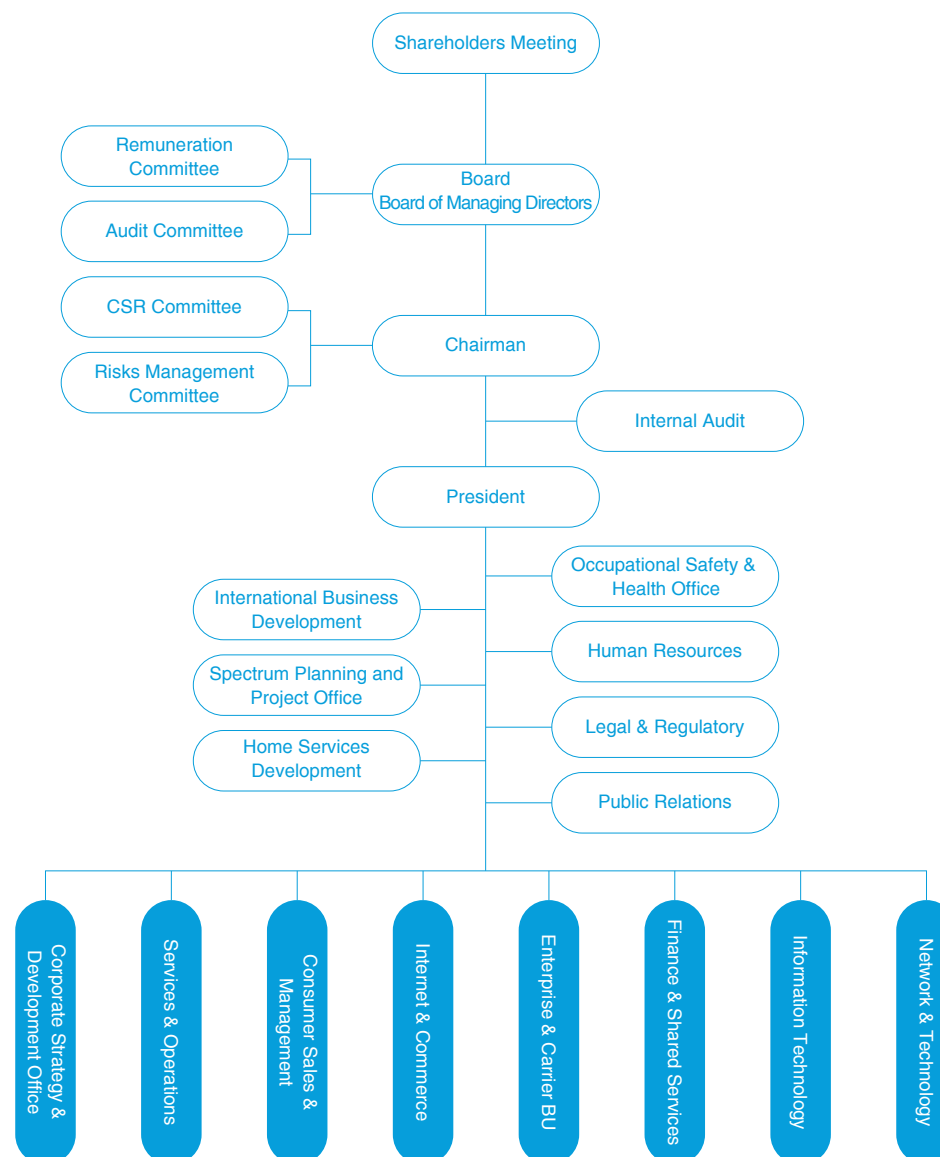 Shareholders Meeting
Remuneration
Committee
Board
Board of Managing Directors
Audit Committee
CSR Committee
Chairman
Risks Management
Committee
Internal Audit
President
Occupational Safety &
Health Office
International Business
Development
Human Resources
Spectrum Planning and
Project Office
Legal & Regulatory
Home Services
Development
Public Relations
Corporate Strategy &
Development Office
Services & Operations
Consumer Sales &
Management
Internet & Commerce
Enterprise & Carrier BU
Finance & Shared Services
Information Technology
Network & Technology